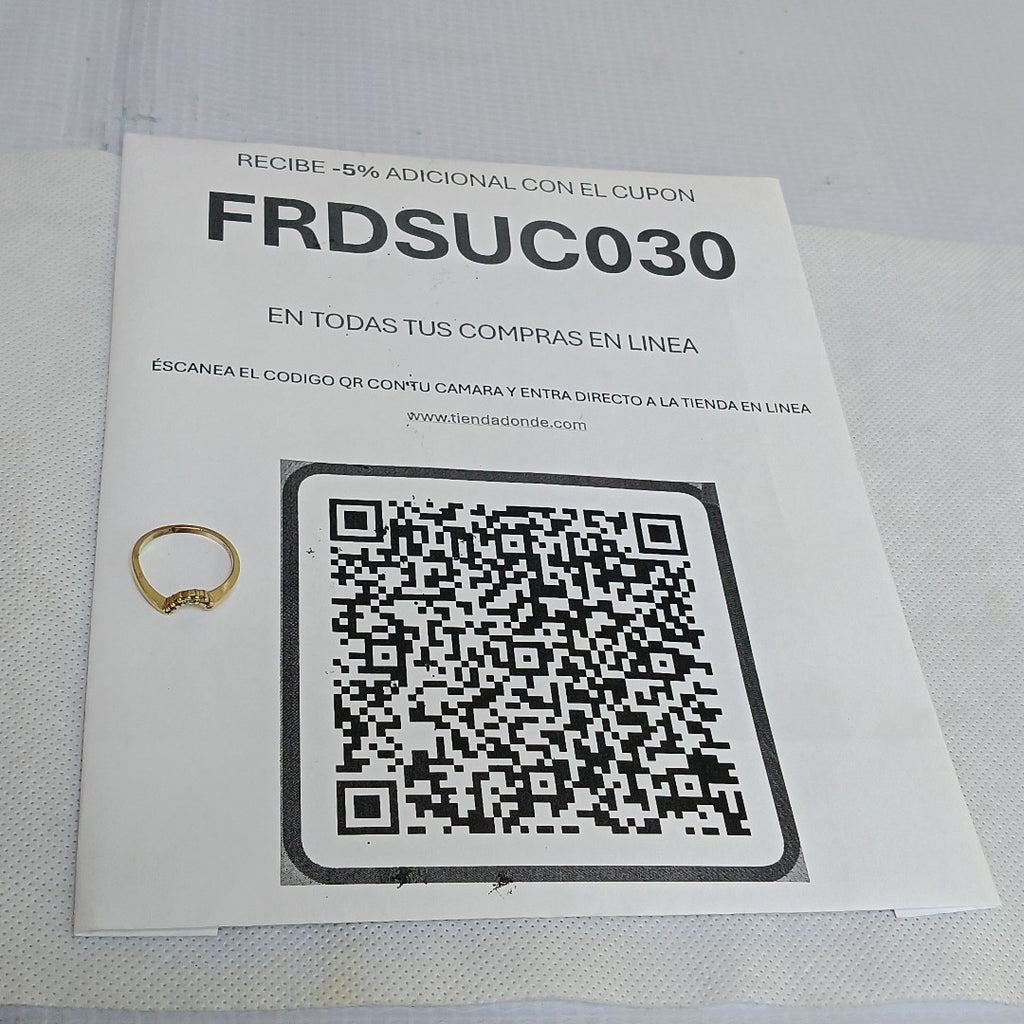 RECIBE -5% ADICIONAL CON EL CUPON
FRDSUC030
EN TODAS TUS COMPRAS EN LINEA
ÉSCANEA EL CODIGO QR CON TU CAMARA Y ENTRA DIRECTO A LA TIENDA EN LINEA
www.tiendadonde.com